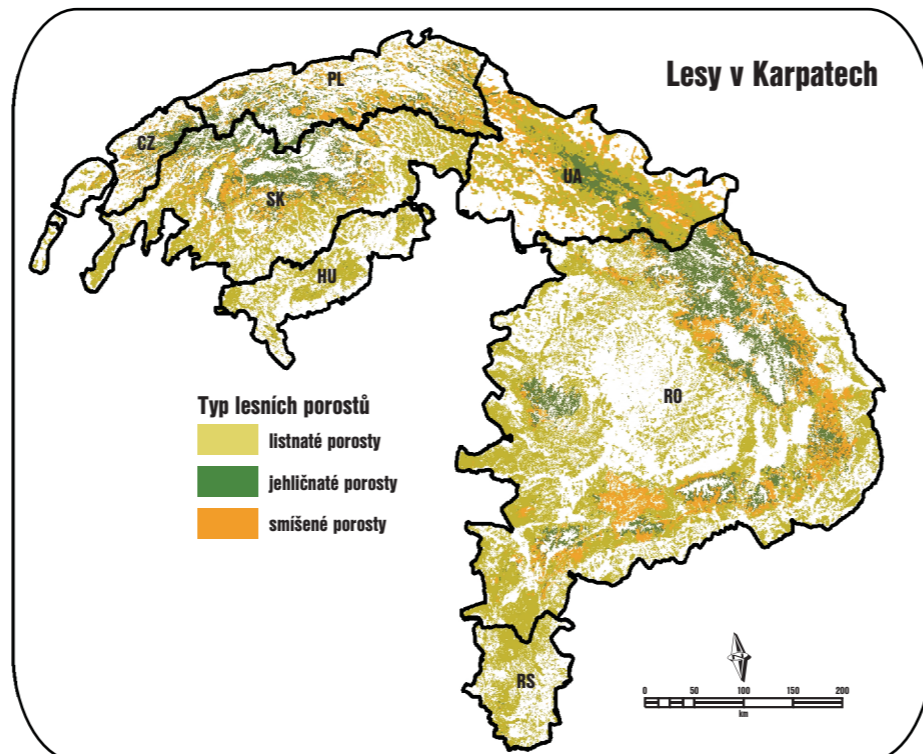 Lesy v Karpatech
PL
CZ
UA
SK
HU
RO
Typ lesních porostů
listnaté porosty
jehličnaté porosty
smíšené porosty
RS
0 50 100 150 200
km